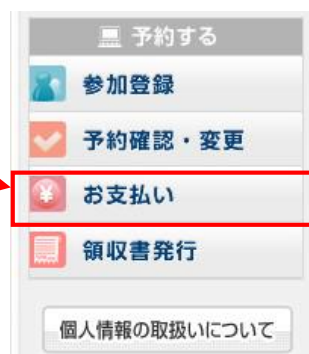 予約する
参加登録
予約確認・変更
¥
お支払い
領収書発行
個人情報の取扱いについて